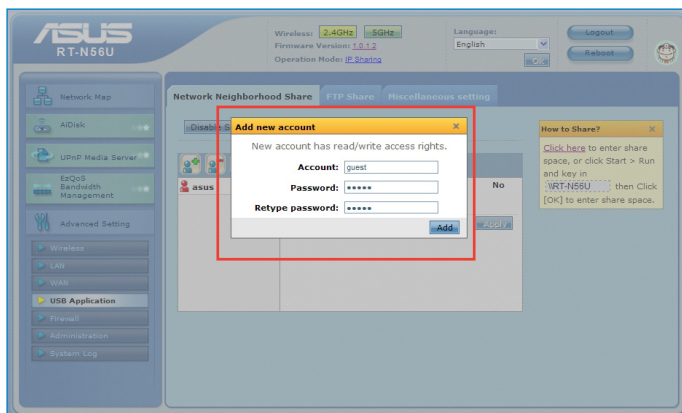 ASUS
RT-N56U
Wireless: 2.4GHz 5GHz
Firmware Version: 1.0.1.2
Operation Mode: IP Sharing
Language:
English
OK
Logout
Reboot
Network Map
AiDisk
UPnP Media Server
EzQoS
Bandwidth
Management
Advanced Setting
Wireless
LAN
WAN
USB Application
Firewall
Administration
System Log
Network Neighborhood Share FTP Share Miscellaneous setting
Disable S
asus
No
Apply
Add new account ×
New account has read/write access rights.
Account: guest
Password: •••••
Retype password: •••••
Add
How to Share? ×
Click here to enter share
space, or click Start > Run
and key in
\\RT-N56U then Click
[OK] to enter share space.